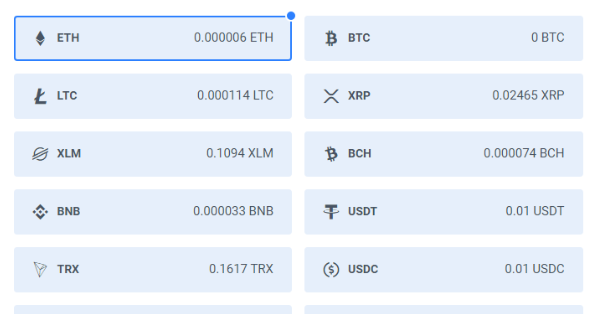 ETH 0.000006 ETH
BTC 0 BTC
LTC 0.000114 LTC
XRP 0.02465 XRP
XLM 0.1094 XLM
BCH 0.000074 BCH
BNB 0.000033 BNB
USDT 0.01 USDT
TRX 0.1617 TRX
USDC 0.01 USDC